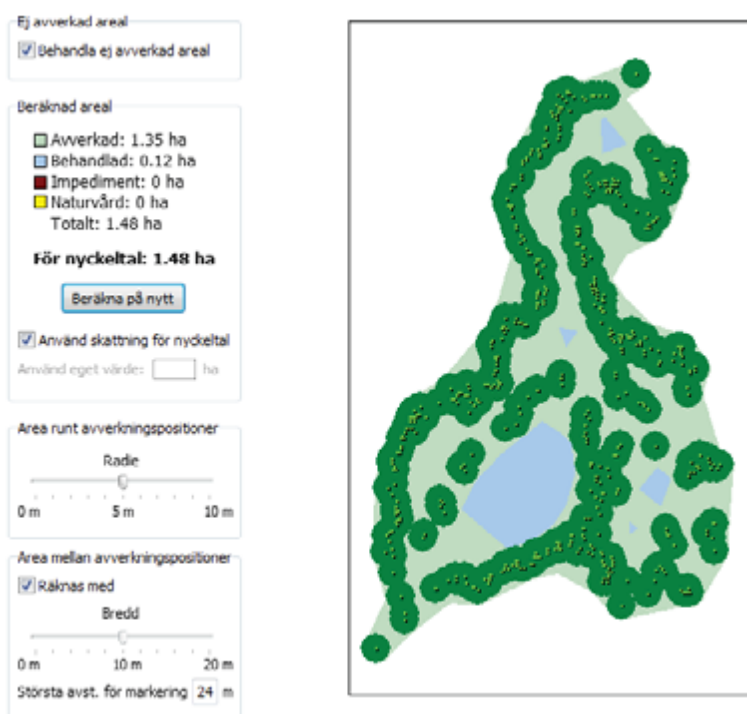 Ej avverkad areal
Behandla ej avverkad areal
Beräknad areal
Avverkad: 1.35 ha
Behandlad: 0.12 ha
Impediment: 0 ha
Naturvård: 0 ha
Totalt: 1.48 ha
För nyckeltal: 1.48 ha
Beräkna på nytt
Använd skattning för nyckeltal
Använd eget värde: ha
Area runt avverkningspositioner
Radie
0 m 5 m 10 m
Area mellan avverkningspositioner
Räknas med
Bredd
0 m 10 m 20 m
Största avst. för markering 24 m